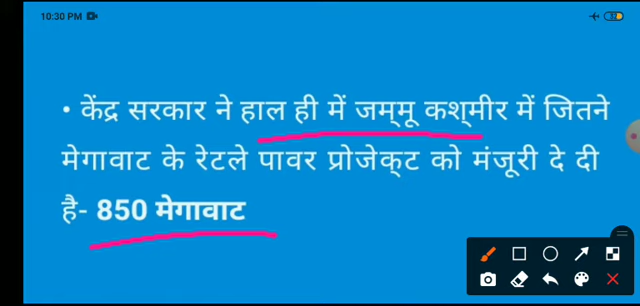 10:30 PM
• केंद्र सरकार ने हाल ही में जम्मू कश्मीर में जितने
मेगावाट के रेटले पावर प्रोजेक्ट को मंजूरी दे दी
है- 850 मेगावाट